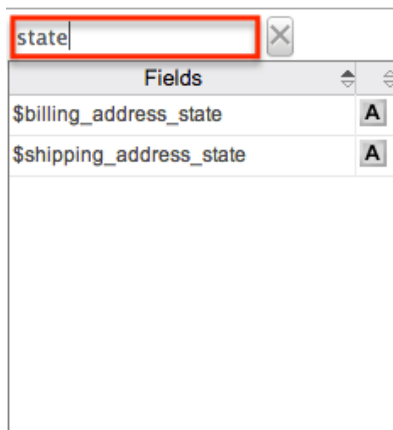 state
Fields
$billing_address_state A
$shipping_address_state A